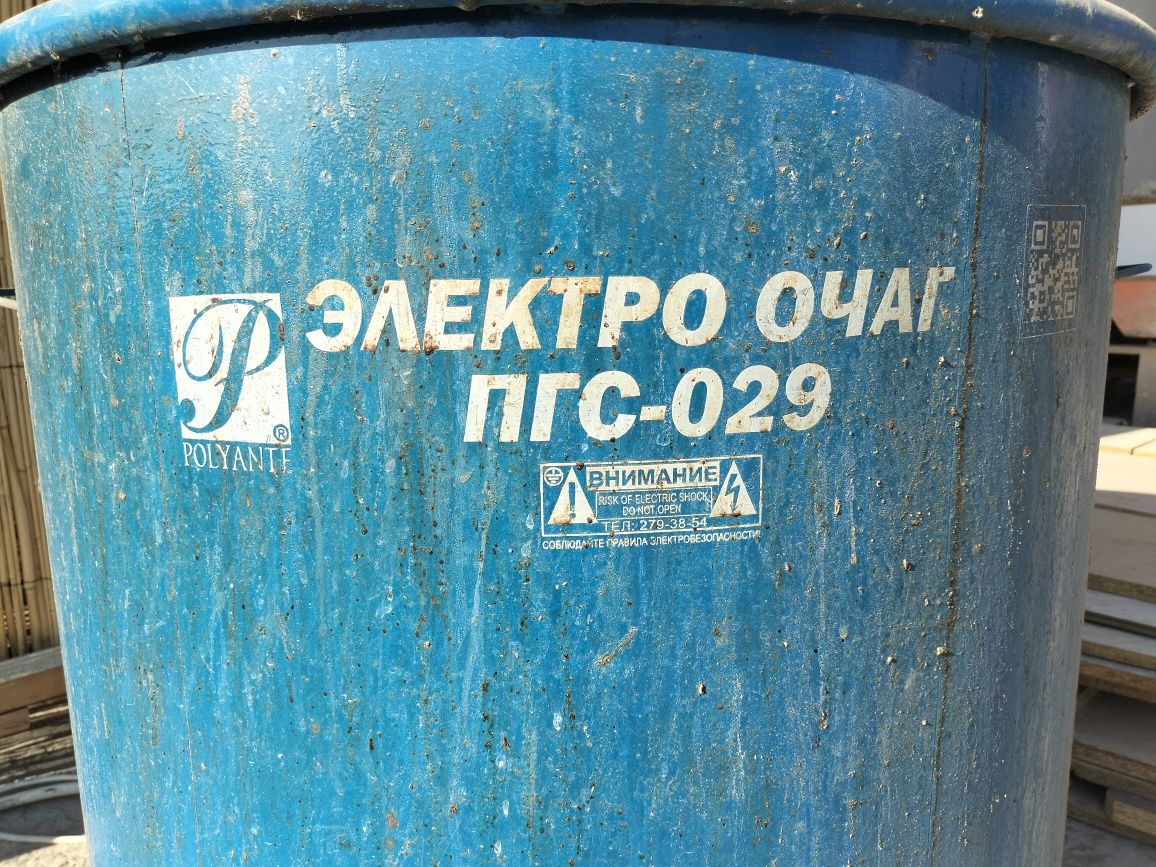 ЭЛЕКТРО ОЧАГ
ПГС-029
P
®
POLYANTE
ВНИМАНИЕ
RISK OF ELECTRIC SHOCK
DO NOT OPEN
ТЕЛ: 279-38-54
СОБЛЮДАЙТЕ ПРАВИЛА ЭЛЕКТРОБЕЗОПАСНОСТИ!